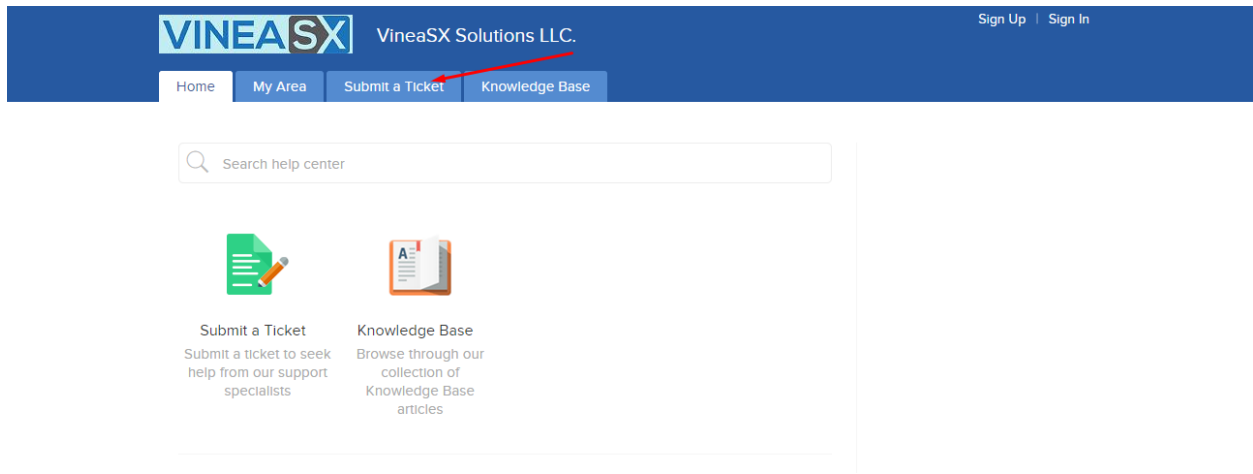 VINEASX
VineaSX Solutions LLC.
Sign Up | Sign In
Home
My Area
Submit a Ticket
Knowledge Base
Search help center
A
Submit a Ticket
Submit a ticket to seek
help from our support
specialists
Knowledge Base
Browse through our
collection of
Knowledge Base
articles